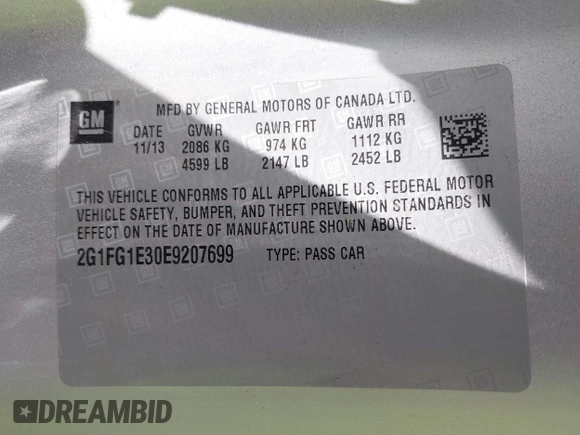 GM
MFD BY GENERAL MOTORS OF CANADA LTD.
DATE GVWR GAWR FRT GAWR RR
11/13 2086 KG 974 KG 1112 KG
4599 LB 2147 LB 2452 LB
THIS VEHICLE CONFORMS TO ALL APPLICABLE U.S. FEDERAL MOTOR
VEHICLE SAFETY, BUMPER, AND THEFT PREVENTION STANDARDS IN
EFFECT ON THE DATE OF MANUFACTURE SHOWN ABOVE.
2G1FG1E30E9207699 TYPE: PASS CAR
DREAMBID